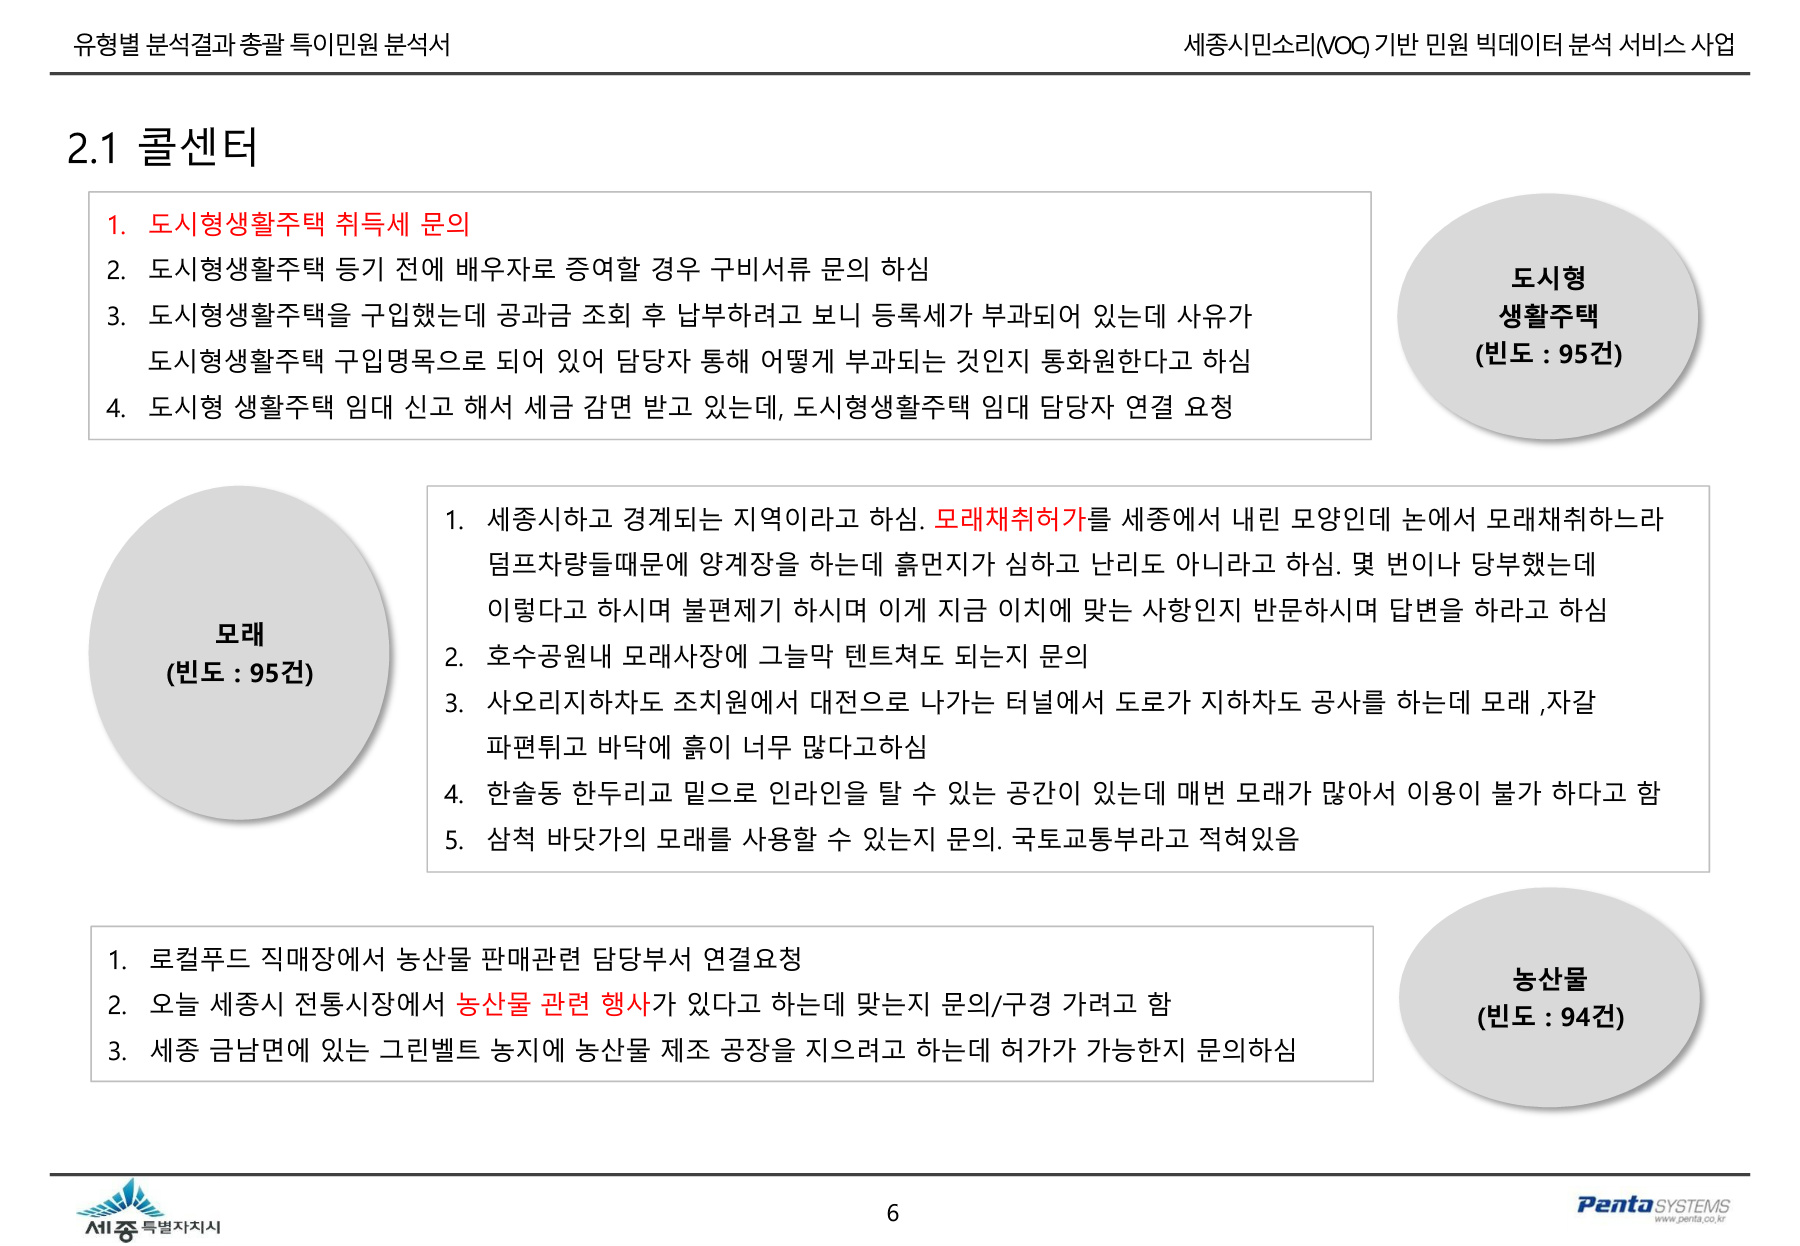 유형별 분석결과 총괄 특이민원 분석서
세종시민소리(VOC) 기반 민원 빅데이터 분석 서비스 사업
2.1 콜센터
1. 도시형생활주택 취득세 문의
2. 도시형생활주택 등기 전에 배우자로 증여할 경우 구비서류 문의 하심
3. 도시형생활주택을 구입했는데 공과금 조회 후 납부하려고 보니 등록세가 부과되어 있는데 사유가
도시형생활주택 구입명목으로 되어 있어 담당자 통해 어떻게 부과되는 것인지 통화원한다고 하심
4. 도시형 생활주택 임대 신고 해서 세금 감면 받고 있는데, 도시형생활주택 임대 담당자 연결 요청
도시형
생활주택
(빈도 : 95건)
모래
(빈도 : 95건)
1. 세종시하고 경계되는 지역이라고 하심. 모래채취허가를 세종에서 내린 모양인데 논에서 모래채취하느라
덤프차량들때문에 양계장을 하는데 흙먼지가 심하고 난리도 아니라고 하심. 몇 번이나 당부했는데
이렇다고 하시며 불편제기 하시며 이게 지금 이치에 맞는 사항인지 반문하시며 답변을 하라고 하심
2. 호수공원내 모래사장에 그늘막 텐트쳐도 되는지 문의
3. 사오리지하차도 조치원에서 대전으로 나가는 터널에서 도로가 지하차도 공사를 하는데 모래 ,자갈
파편튀고 바닥에 흙이 너무 많다고하심
4. 한솔동 한두리교 밑으로 인라인을 탈 수 있는 공간이 있는데 매번 모래가 많아서 이용이 불가 하다고 함
5. 삼척 바닷가의 모래를 사용할 수 있는지 문의. 국토교통부라고 적혀있음
1. 로컬푸드 직매장에서 농산물 판매관련 담당부서 연결요청
2. 오늘 세종시 전통시장에서 농산물 관련 행사가 있다고 하는데 맞는지 문의/구경 가려고 함
3. 세종 금남면에 있는 그린벨트 농지에 농산물 제조 공장을 지으려고 하는데 허가가 가능한지 문의하심
농산물
(빈도 : 94건)
세종특별자치시
6
Penta SYSTEMS
www.penta.co.kr